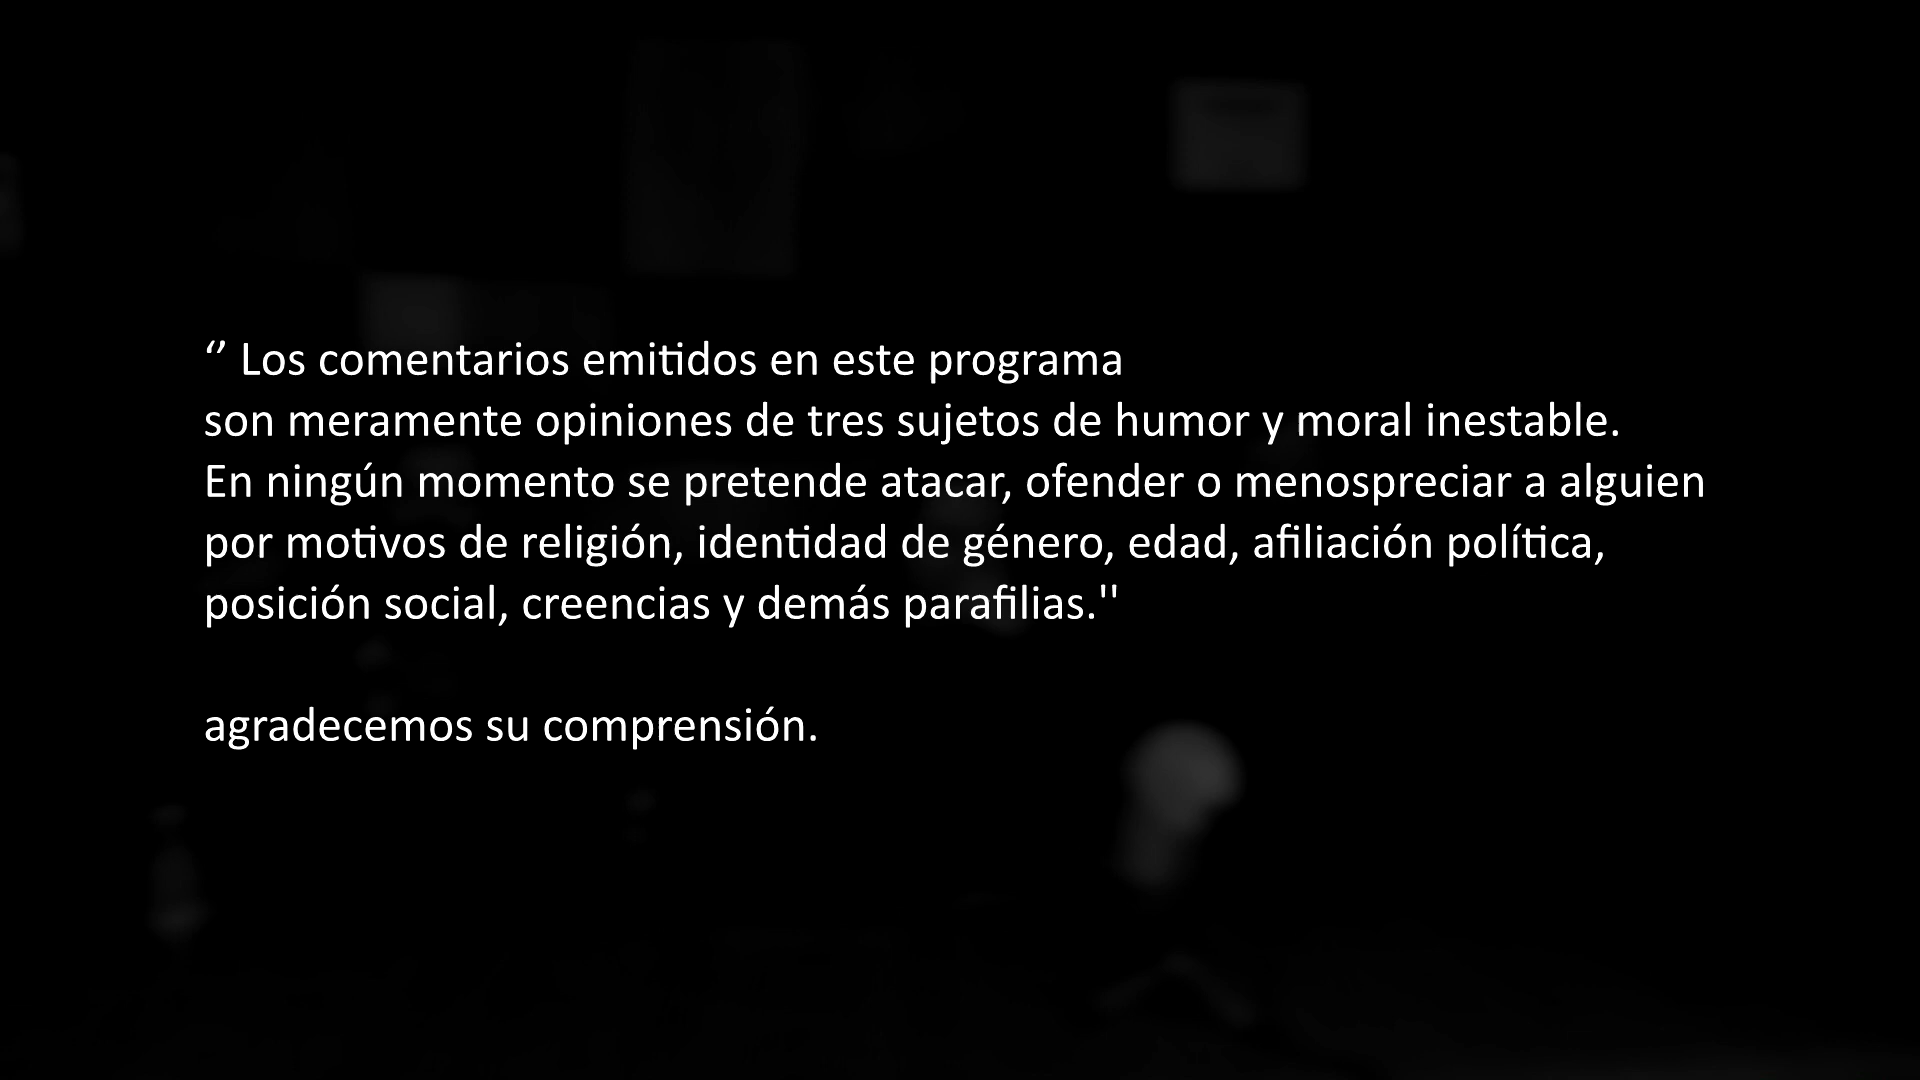 ‘’ Los comentarios emitidos en este programa
son meramente opiniones de tres sujetos de humor y moral inestable.
En ningún momento se pretende atacar, ofender o menospreciar a alguien
por motivos de religión, identidad de género, edad, afiliación política,
posición social, creencias y demás parafilias.''
agradecemos su comprensión.